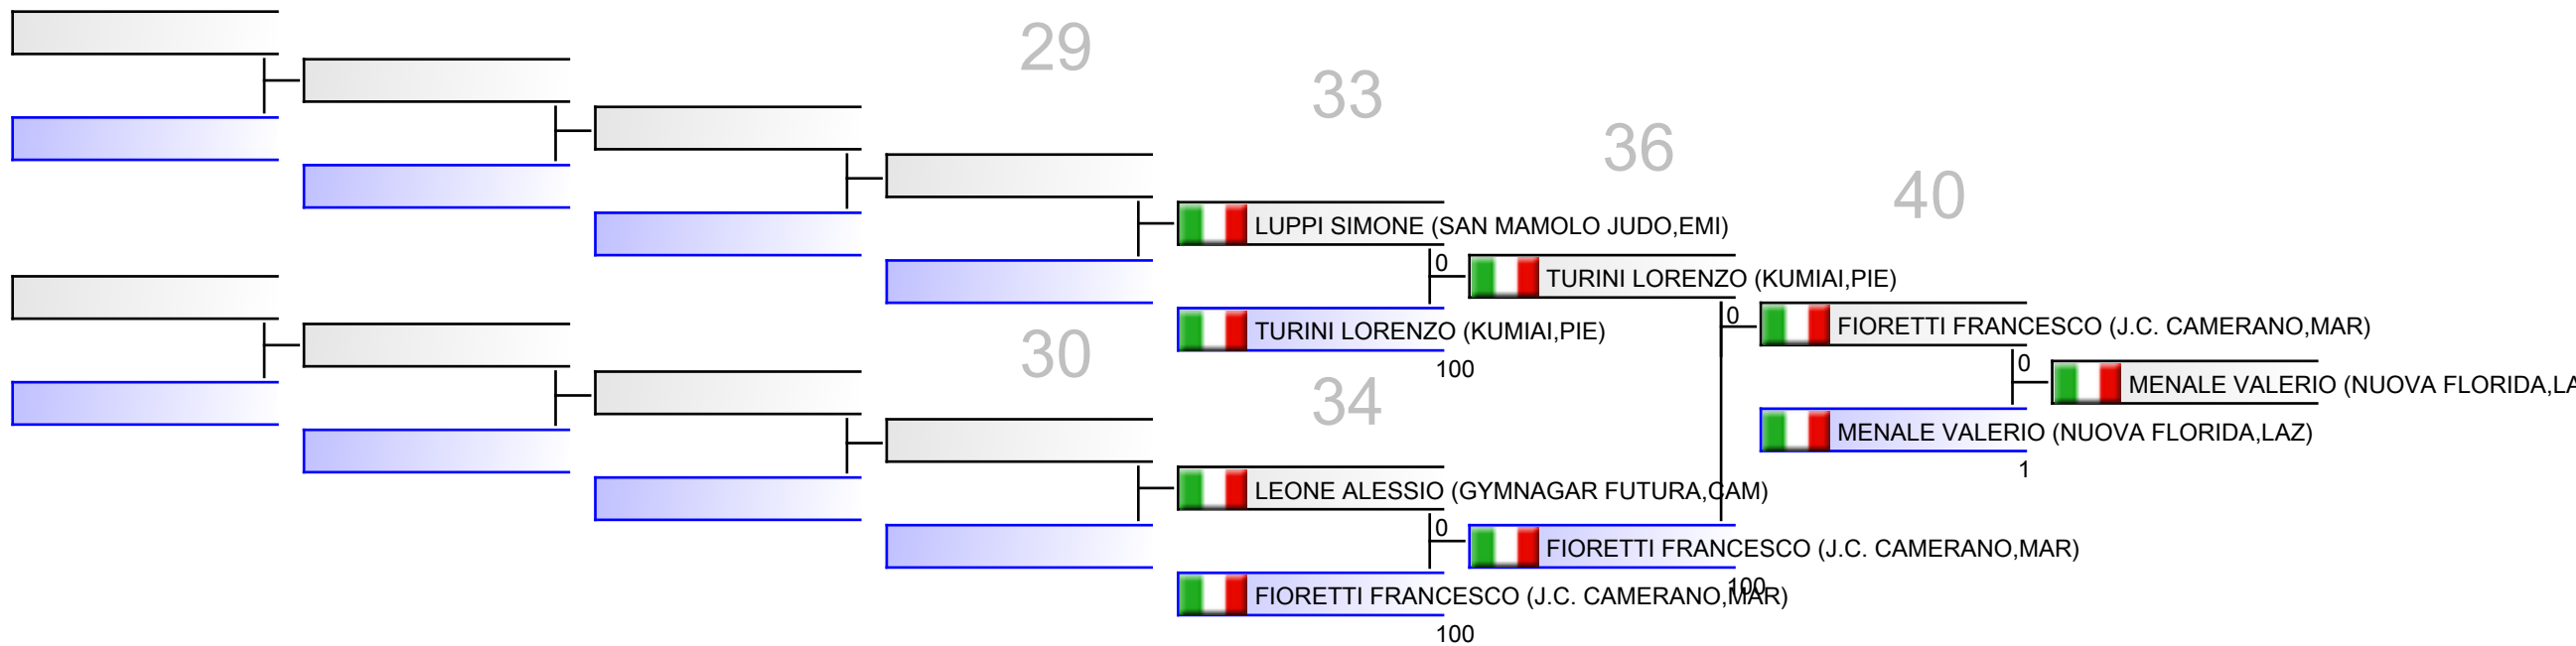 29
33
36
40
LUPPI SIMONE (SAN MAMOLO JUDO,EMI)
0
TURINI LORENZO (KUMIAI,PIE)
TURINI LORENZO (KUMIAI,PIE)
100
0
FIORETTI FRANCESCO (J.C. CAMERANO,MAR)
0
MENALE VALERIO (NUOVA FLORIDA,LA
MENALE VALERIO (NUOVA FLORIDA,LAZ)
1
30
34
LEONE ALESSIO (GYMNAGAR FUTURA,CAM)
0
FIORETTI FRANCESCO (J.C. CAMERANO,MAR)
100
FIORETTI FRANCESCO (J.C. CAMERANO,MAR)
100